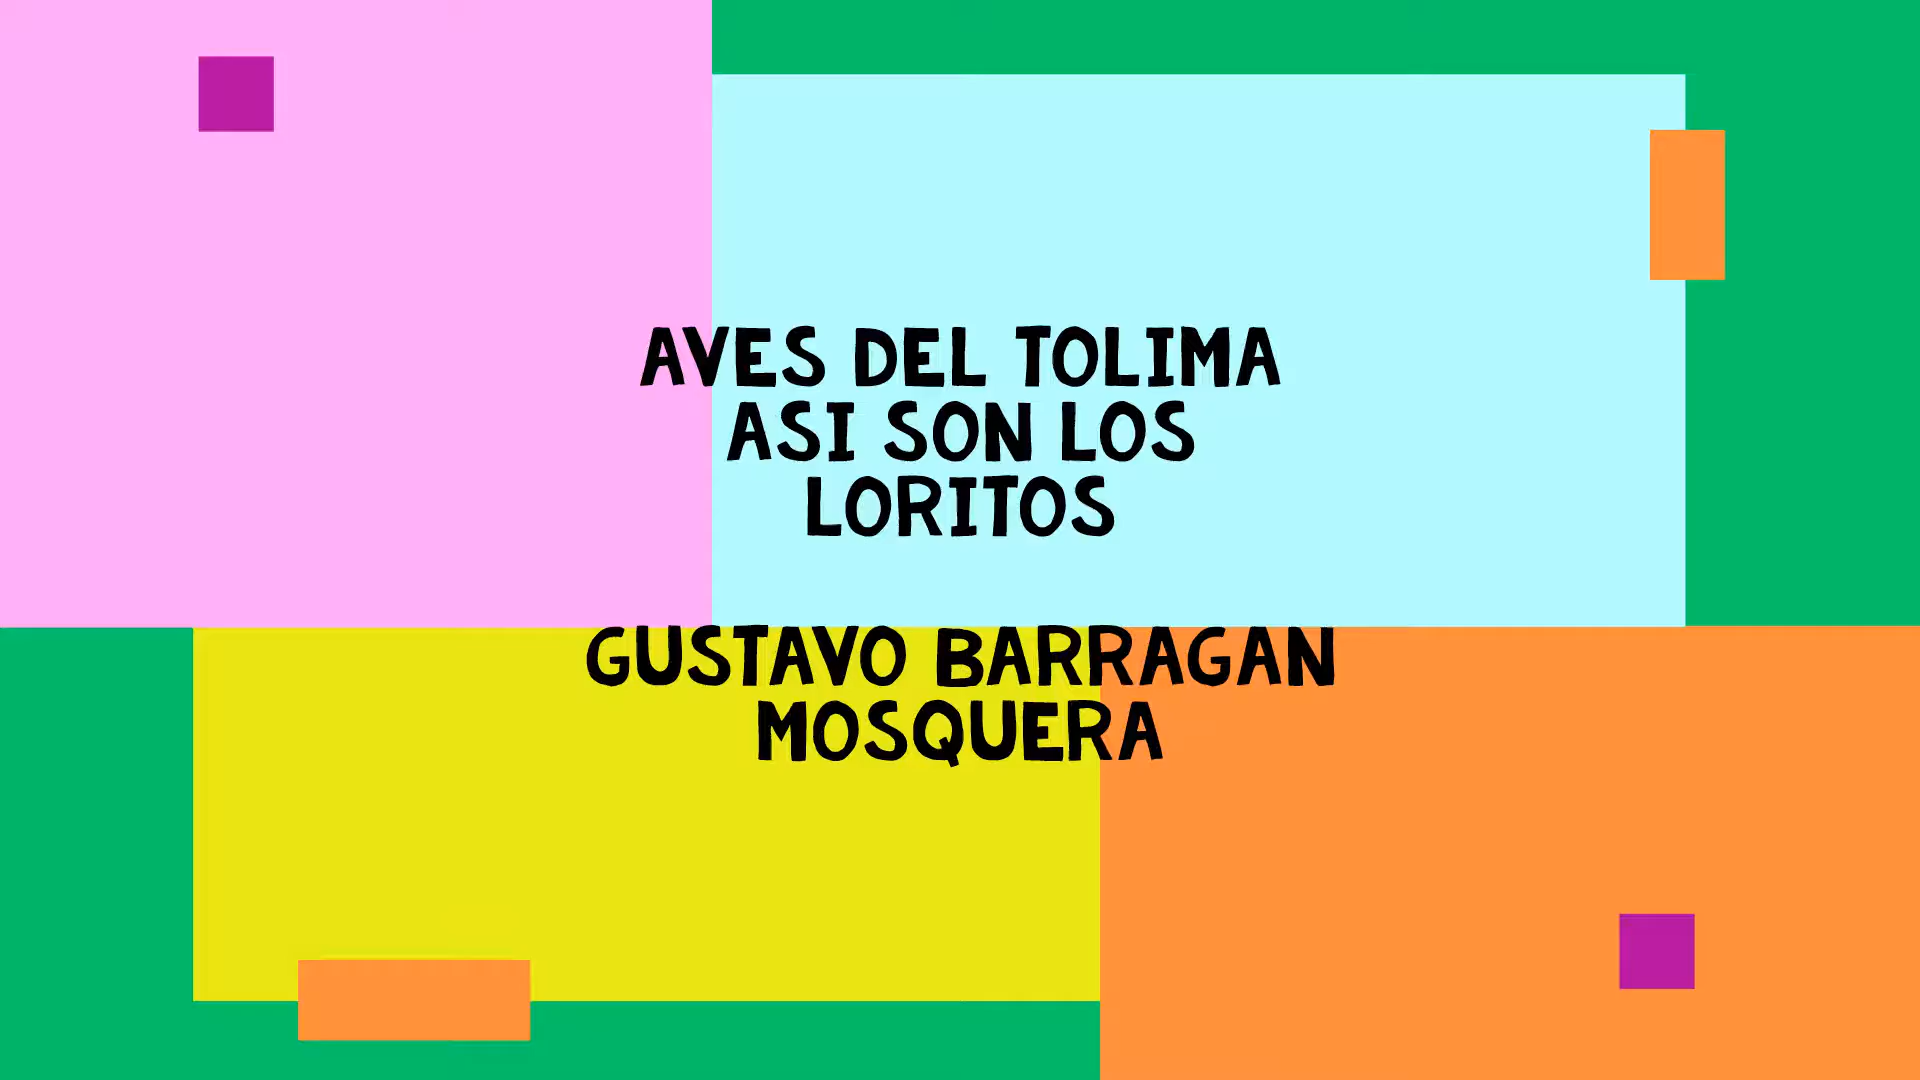 AVES DEL TOLIMA
ASI SON LOS
LORITOS
GUSTAVO BARRAGAN
MOSQUERA